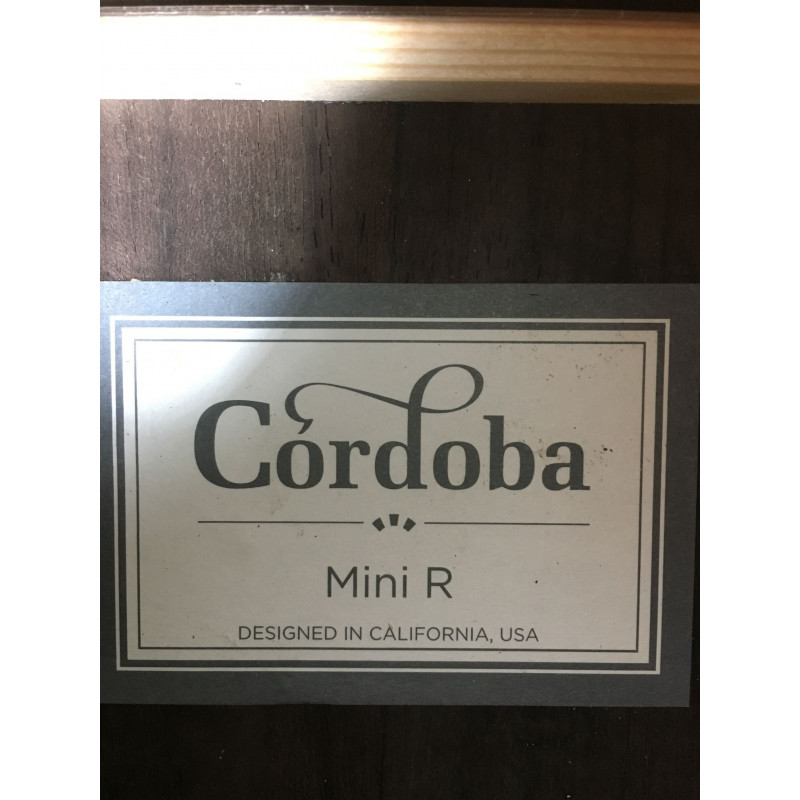 Córdoba
Mini R
DESIGNED IN CALIFORNIA, USA